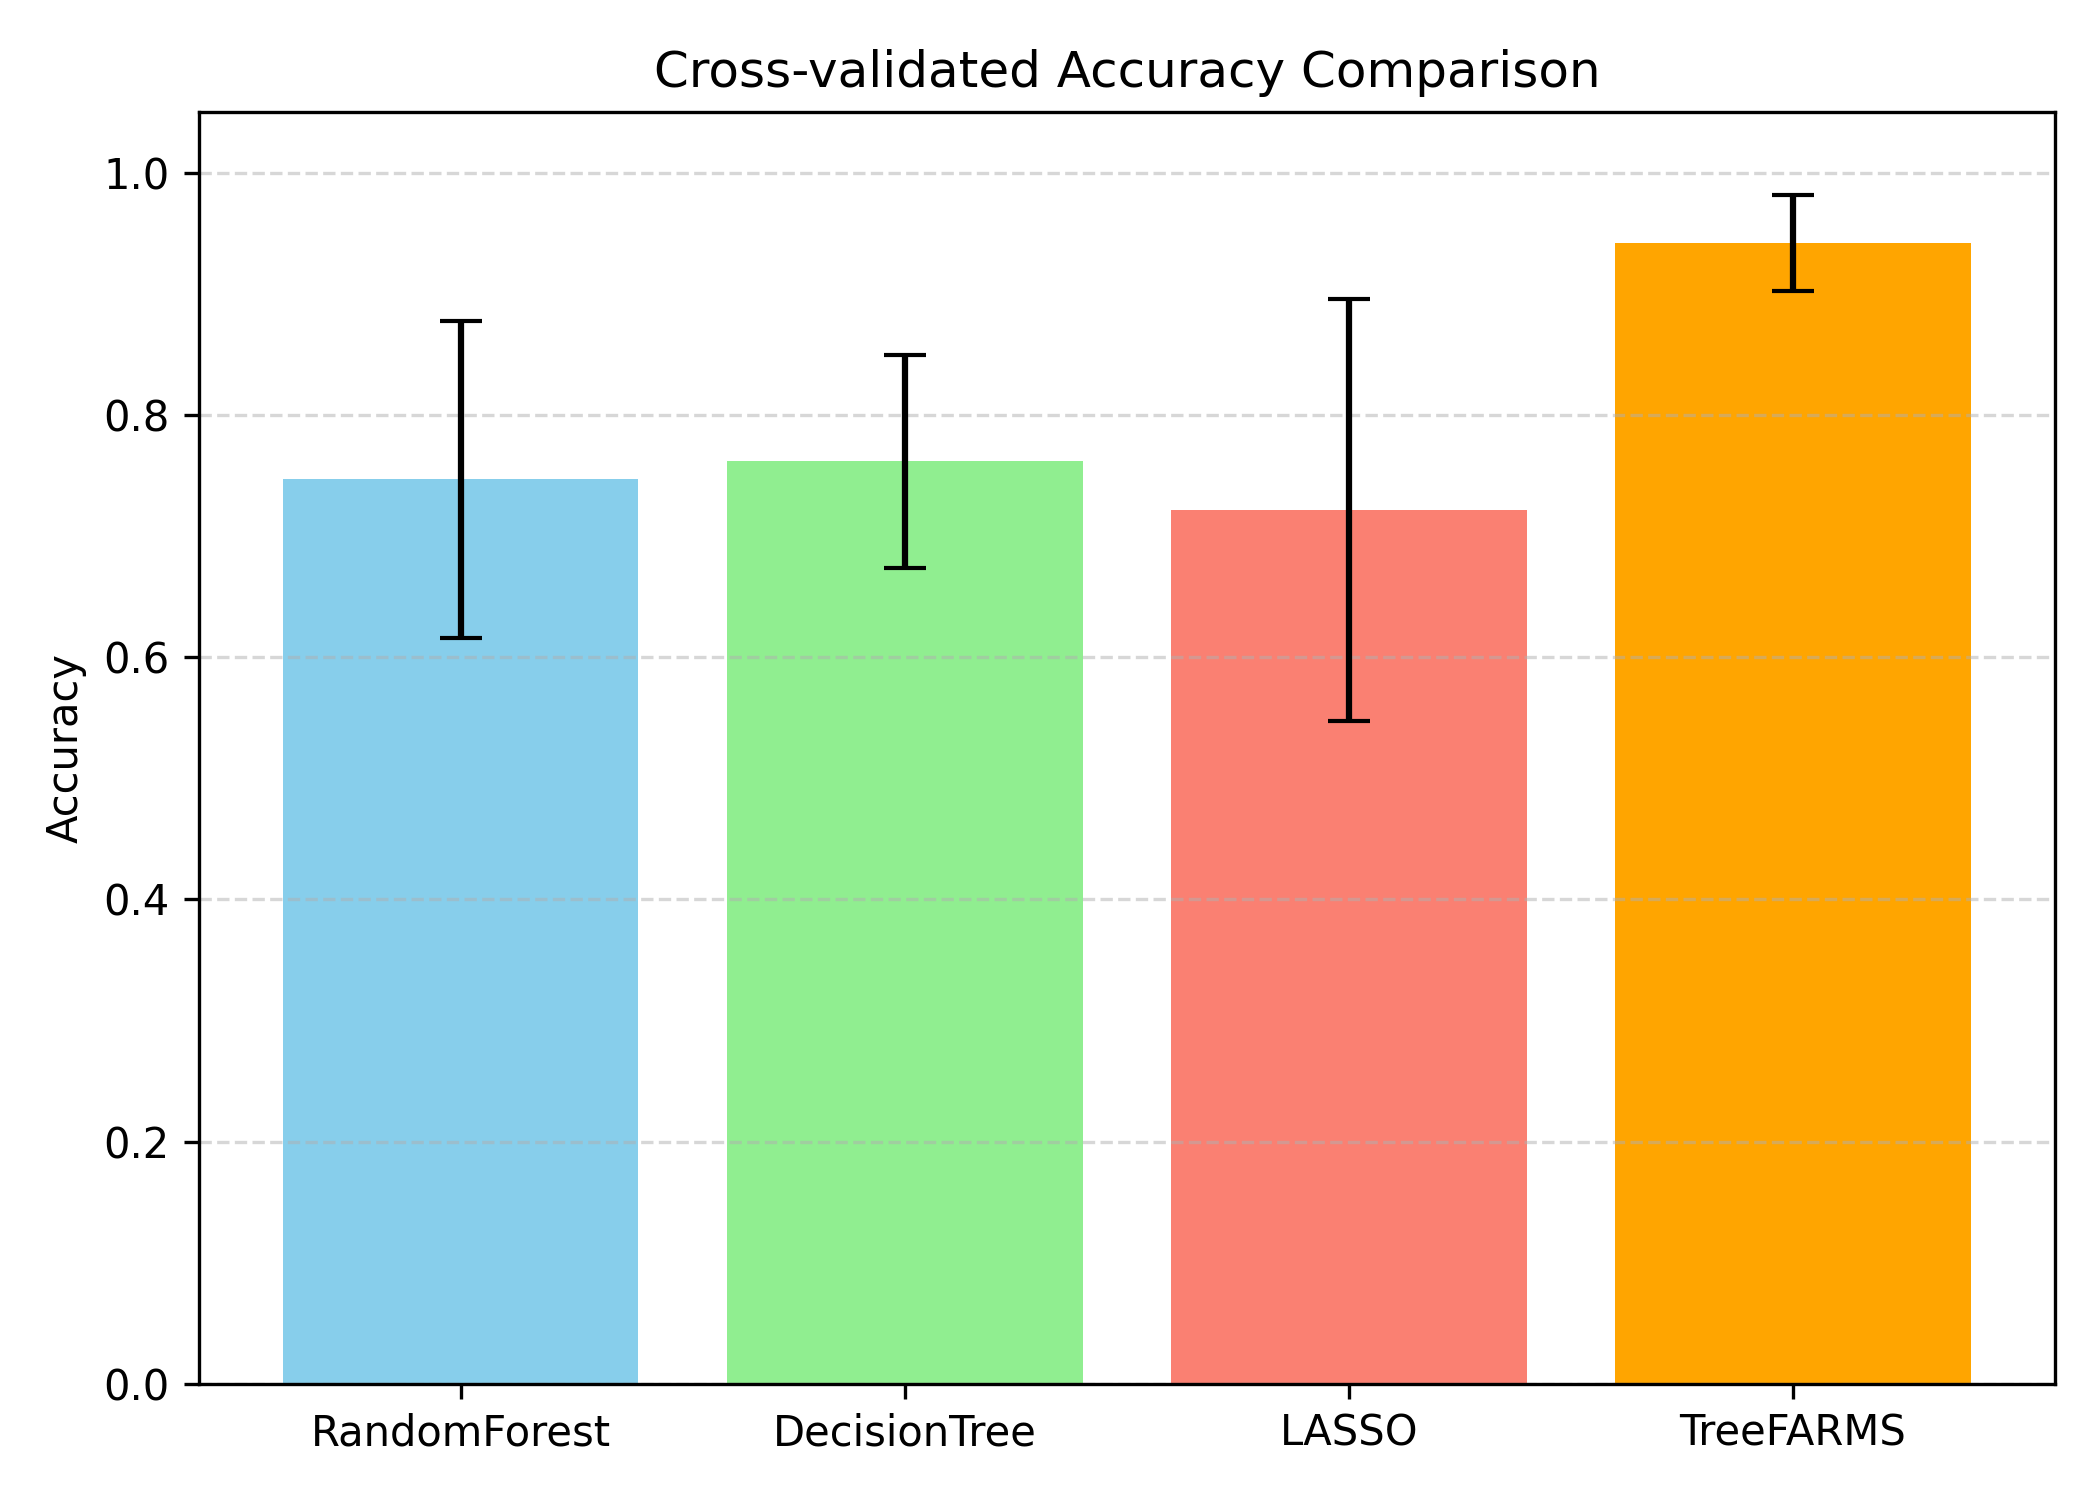 Cross-validated Accuracy Comparison
Accuracy
1.0
0.8
0.6
0.4
0.2
0.0
RandomForest
DecisionTree
LASSO
TreeFARMS